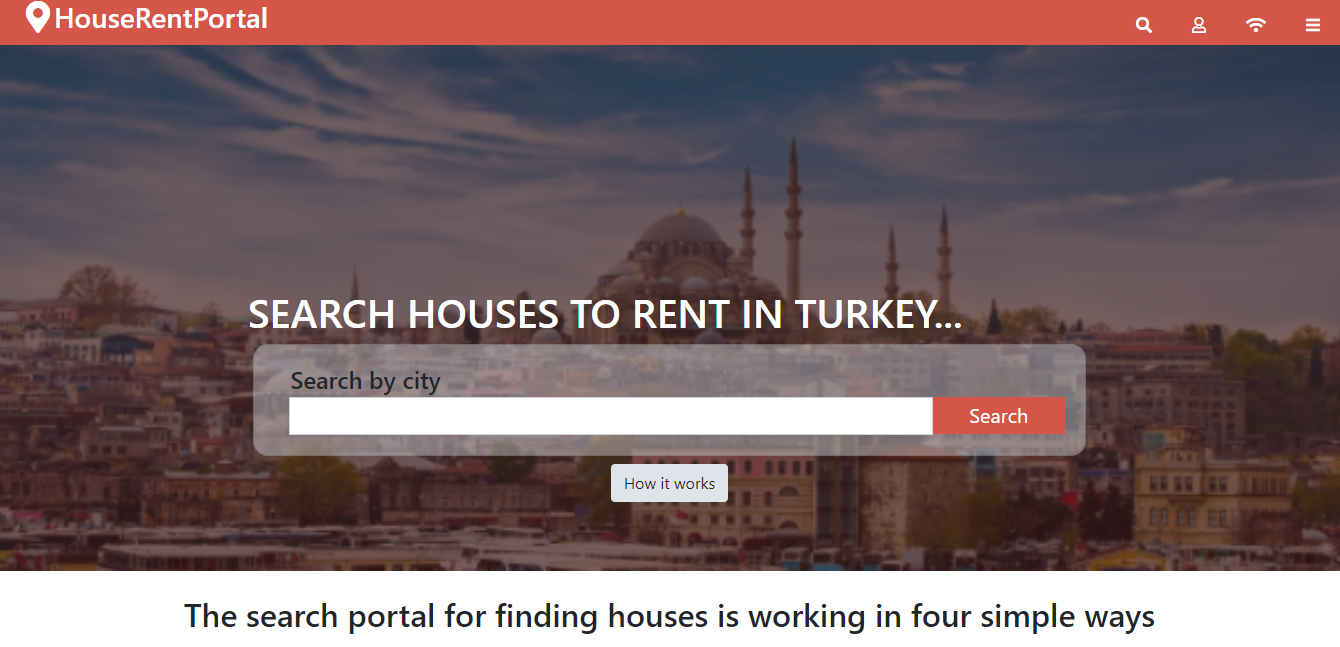 HouseRentPortal
SEARCH HOUSES TO RENT IN TURKEY...
Search by city
Search
How it works
The search portal for finding houses is working in four simple ways